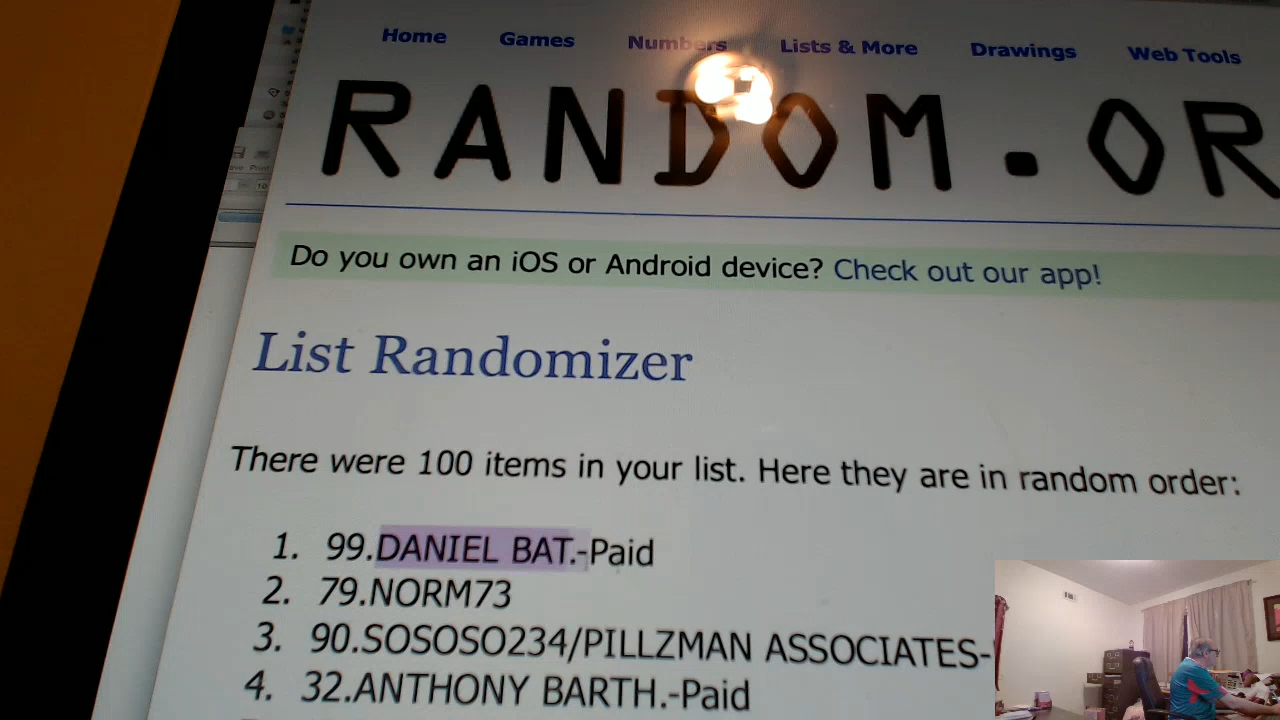 Home Games Numbers Lists & More Drawings Web Tools
RANDOM.OR
Do you own an iOS or Android device? Check out our app!
List Randomizer
There were 100 items in your list. Here they are in random order:
1. 99.DANIEL BAT.-Paid
2. 79.NORM73
3. 90.SOSOSO234/PILLZMAN ASSOCIATES-
4. 32.ANTHONY BARTH.-Paid